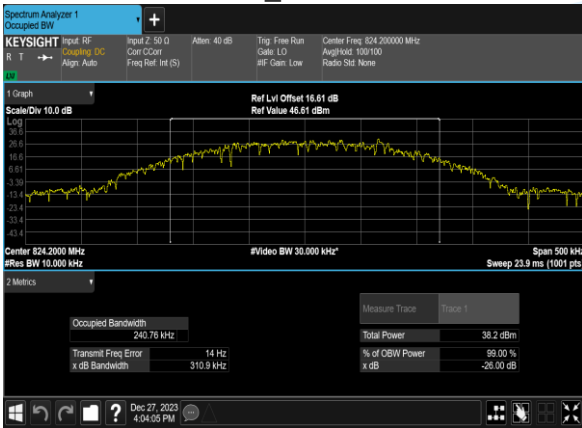 Spectrum Analyzer 1
Occupied BW
+
KEYSIGHT Input: RF Input Z: 50 Ω Atten: 40 dB Trig: Free Run Center Freq: 824.200000 MHz
R T Coupling: DC Corr CCorr Gate: LO Avg|Hold: 100/100
Align: Auto Freq Ref: Int (S) #IF Gain: Low Radio Std: None
1 Graph
Ref Lvl Offset 16.61 dB
Scale/Div 10.0 dB Ref Value 46.61 dBm
Log
36.6
26.6
16.6
6.61
-3.39
-13.4
-23.4
-33.4
-43.4
Center 824.2000 MHz #Video BW 30.000 kHz* Span 500 kHz
#Res BW 10.000 kHz Sweep 23.9 ms (1001 pts
2 Metrics
Measure Trace Trace 1
Occupied Bandwidth
240.76 kHz Total Power 38.2 dBm
Transmit Freq Error 14 Hz % of OBW Power 99.00 %
x dB Bandwidth 310.9 kHz x dB -26.00 dB
? Dec 27, 2023
4:04:05 PM